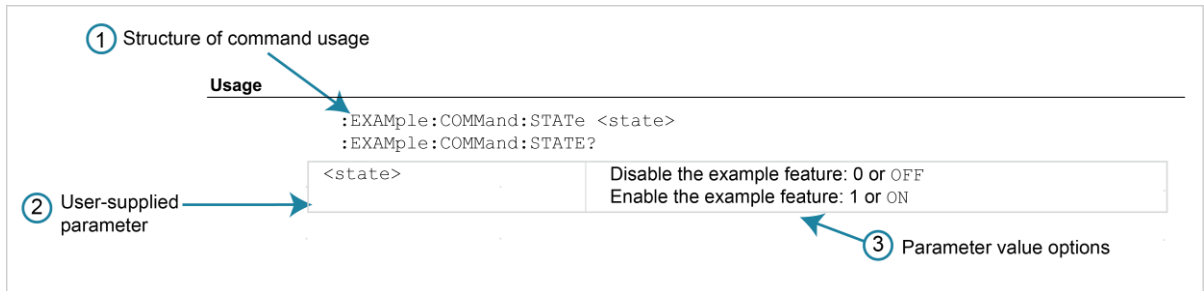 1 Structure of command usage
Usage
:EXAMple:COMMand:STATe <state>
:EXAMple:COMMand:STATE?
<state> Disable the example feature: 0 or OFF
Enable the example feature: 1 or ON
2 User-supplied
parameter
3 Parameter value options